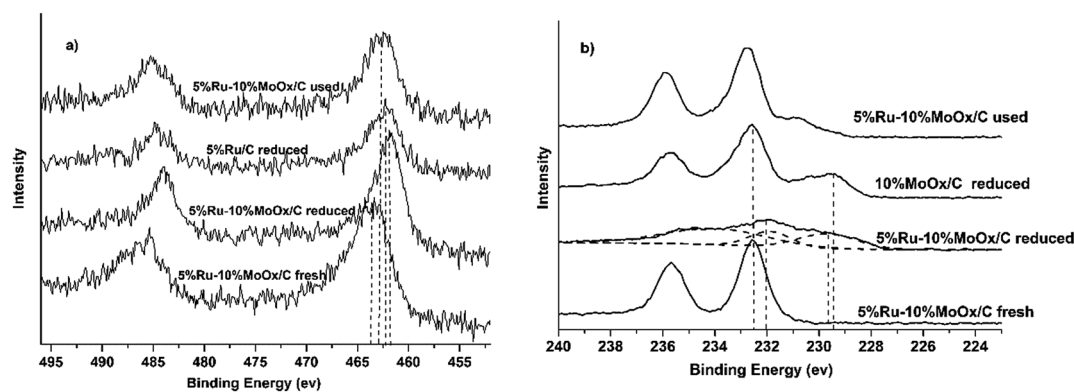 a)
5%Ru-10%MoOx/C used
5%Ru/C reduced
5%Ru-10%MoOx/C reduced
5%Ru-10%MoOx/C fresh
Intensity
495 490 485 480 475 470 465 460 455
Binding Energy (ev)
b)
5%Ru-10%MoOx/C used
10%MoOx/C reduced
5%Ru-10%MoOx/C reduced
5%Ru-10%MoOx/C fresh
Intensity
240 238 236 234 232 230 228 226 224
Binding Energy (ev)